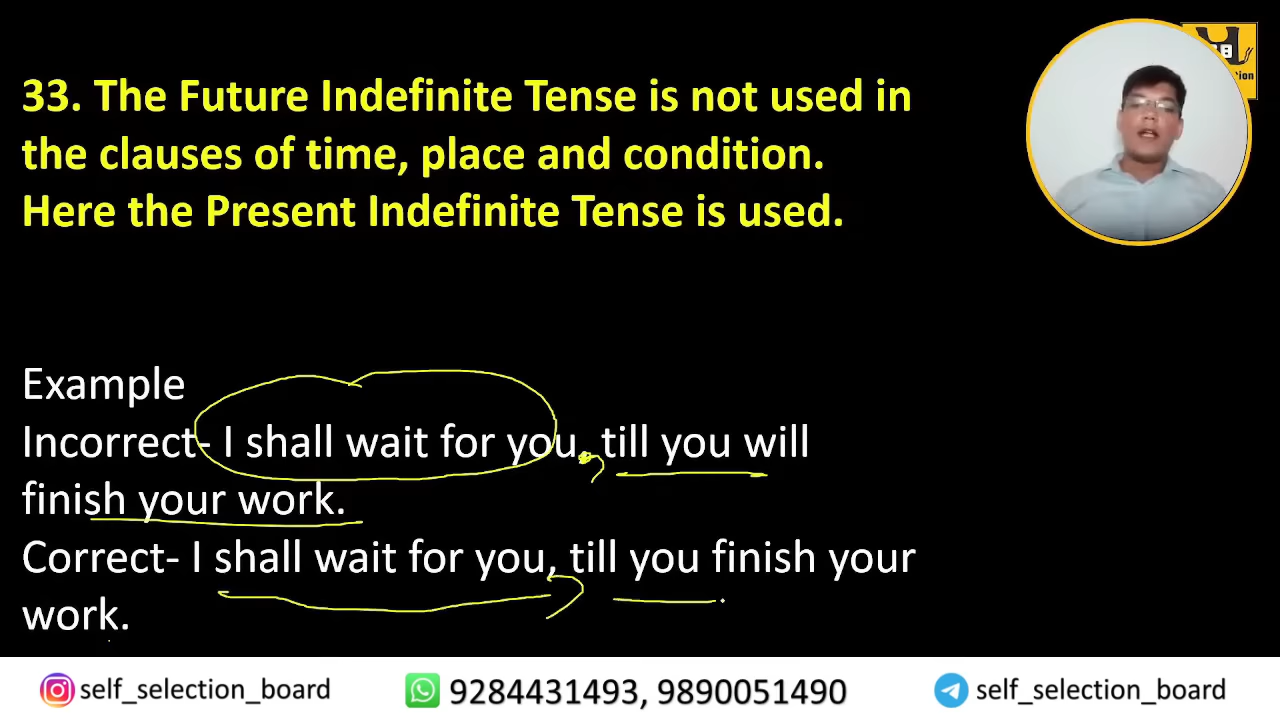 33. The Future Indefinite Tense is not used in
the clauses of time, place and condition.
Here the Present Indefinite Tense is used.
Example
Incorrect- I shall wait for you, till you will
finish your work.
Correct- I shall wait for you, till you finish your
work.
self_selection_board 9284431493, 9890051490 self_selection_board